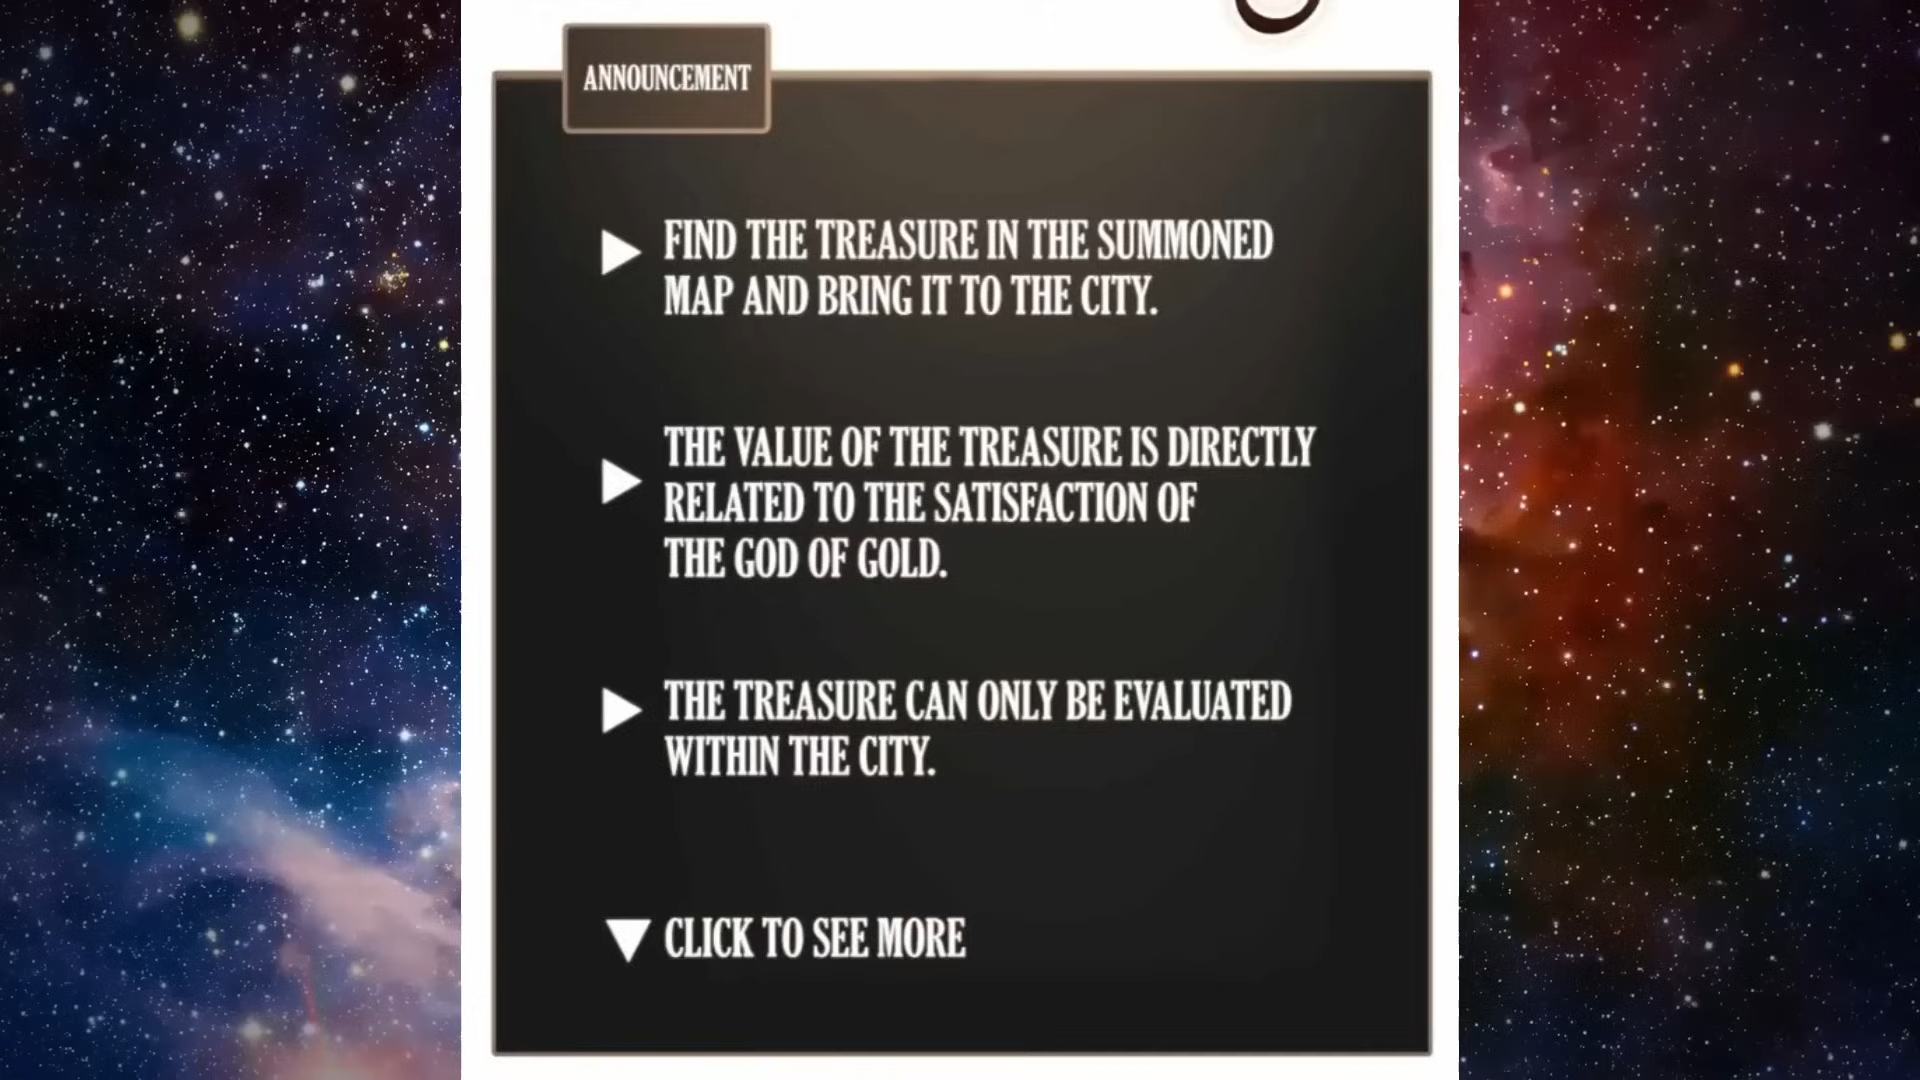 ANNOUNCEMENT
FIND THE TREASURE IN THE SUMMONED
MAP AND BRING IT TO THE CITY.
THE VALUE OF THE TREASURE IS DIRECTLY
RELATED TO THE SATISFACTION OF
THE GOD OF GOLD.
THE TREASURE CAN ONLY BE EVALUATED
WITHIN THE CITY.
CLICK TO SEE MORE